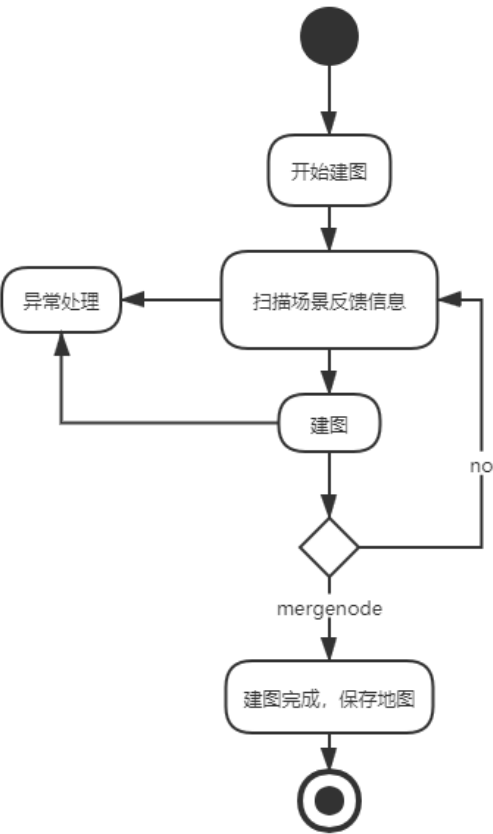 开始建图
异常处理
扫描场景反馈信息
建图
no
mergenode
建图完成，保存地图